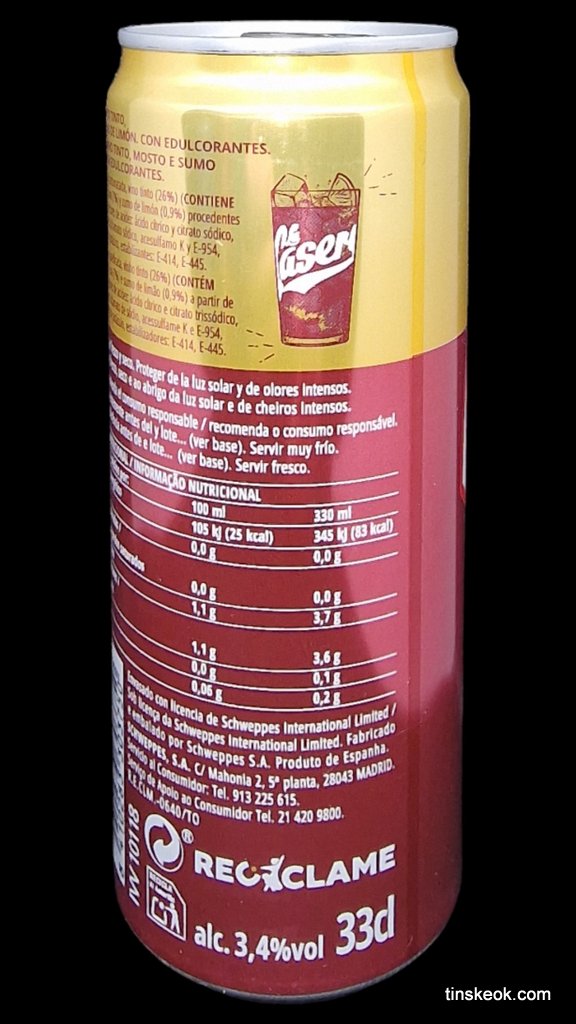 TINTO,
DE LIMÓN. CON EDULCORANTES.
TINTO, MOSTO E SUMO
EDULCORANTES.
vino tinto (26%) (CONTIENE
% y zumo de limón (0,9%) procedentes
de acidez: ácido cítrico y citrato sódico,
acesulfamo K y E-954,
estabilizantes: E-414, E-445.
vinho tinto (26%) (CONTÉM
% y sumo de limão (0,9%) a partir de
ácido cítrico e citrato trissódico,
acessulfame K e E-954,
estabilizadores: E-414, E-445.
La
Casera
y seco. Proteger de la luz solar y de olores intensos.
seco e ao abrigo da luz solar e de cheiros intensos.
el consumo responsable / recomenda o consumo responsável.
antes del y lote... (ver base). Servir muy frío.
antes de e lote... (ver base). Servir fresco.
/ INFORMAÇÃO NUTRICIONAL
100 ml 330 ml
105 kJ (25 kcal) 345 kJ (83 kcal)
0,0 g 0,0 g
saturados
0,0 g 0,0 g
1,1 g 3,7 g
1,1 g 3,6 g
0,0 g 0,1 g
0,06 g 0,2 g
Envasado con licencia de Schweppes International Limited /
Sob licença da Schweppes International Limited. Fabricado
e embalado por Schweppes S.A. Produto de Espanha.
SCHWEPPES, S.A. C/ Mahonia 2, 5ª planta, 28043 MADRID.
Servicio al Consumidor: Tel. 913 225 615.
Serviço de Apoio ao Consumidor Tel. 21 420 9800.
R.E.CLM.-0640/TO
IVV 10118
®
RECICLAME
alc. 3,4%vol 33cl
tinskeok.com